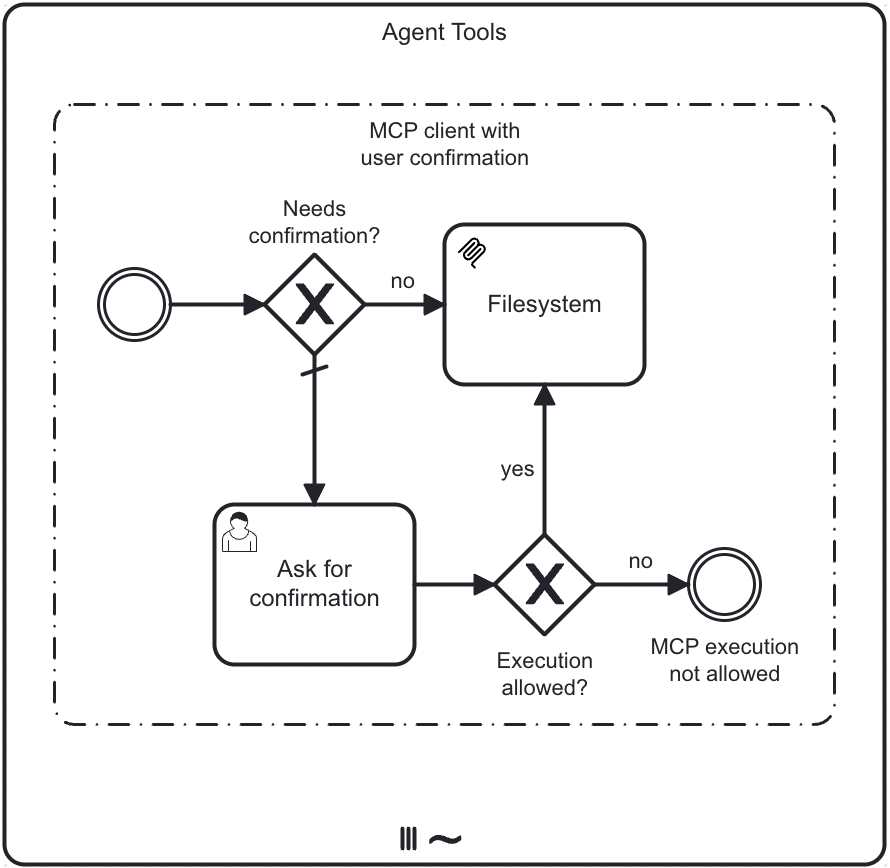 Agent Tools
MCP client with
user confirmation
Needs
confirmation?
no
Filesystem
yes
Ask for
confirmation
no
Execution
allowed?
MCP execution
not allowed